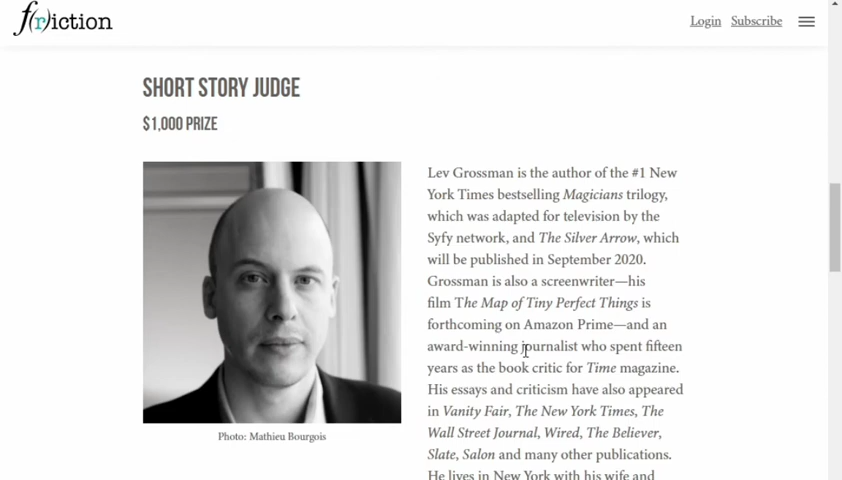 f(r)iction
Login Subscribe
SHORT STORY JUDGE
$1,000 PRIZE
Lev Grossman is the author of the #1 New
York Times bestselling Magicians trilogy,
which was adapted for television by the
Syfy network, and The Silver Arrow, which
will be published in September 2020.
Grossman is also a screenwriter—his
film The Map of Tiny Perfect Things is
forthcoming on Amazon Prime—and an
award-winning journalist who spent fifteen
years as the book critic for Time magazine.
His essays and criticism have also appeared
in Vanity Fair, The New York Times, The
Wall Street Journal, Wired, The Believer,
Slate, Salon and many other publications.
He lives in New York with his wife and
Photo: Mathieu Bourgois